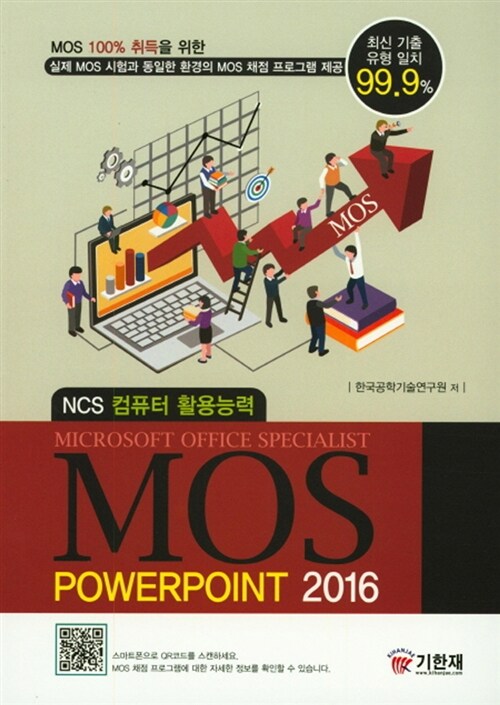 MOS 100% 취득을 위한
실제 MOS 시험과 동일한 환경의 MOS 채점 프로그램 제공
최신 기출
유형 일치
99.9%
MOS
| 한국공학기술연구원 저 |
NCS 컴퓨터 활용능력
MICROSOFT OFFICE SPECIALIST
MOS
POWERPOINT 2016
스마트폰으로 QR코드를 스캔하세요.
MOS 채점 프로그램에 대한 자세한 정보를 확인할 수 있습니다.
KIHANJAE
기한재
www.kihanjae.com